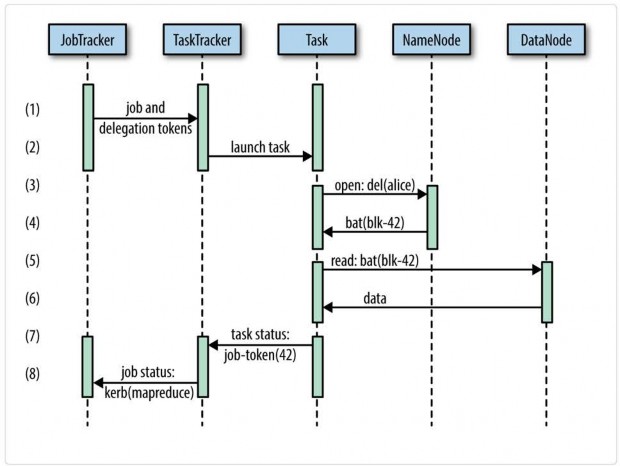 JobTracker TaskTracker Task NameNode DataNode
(1) job and
delegation tokens
(2) launch task
(3) open: del(alice)
(4) bat(blk-42)
(5) read: bat(blk-42)
(6) data
(7) task status:
job-token(42)
(8) job status:
kerb(mapreduce)